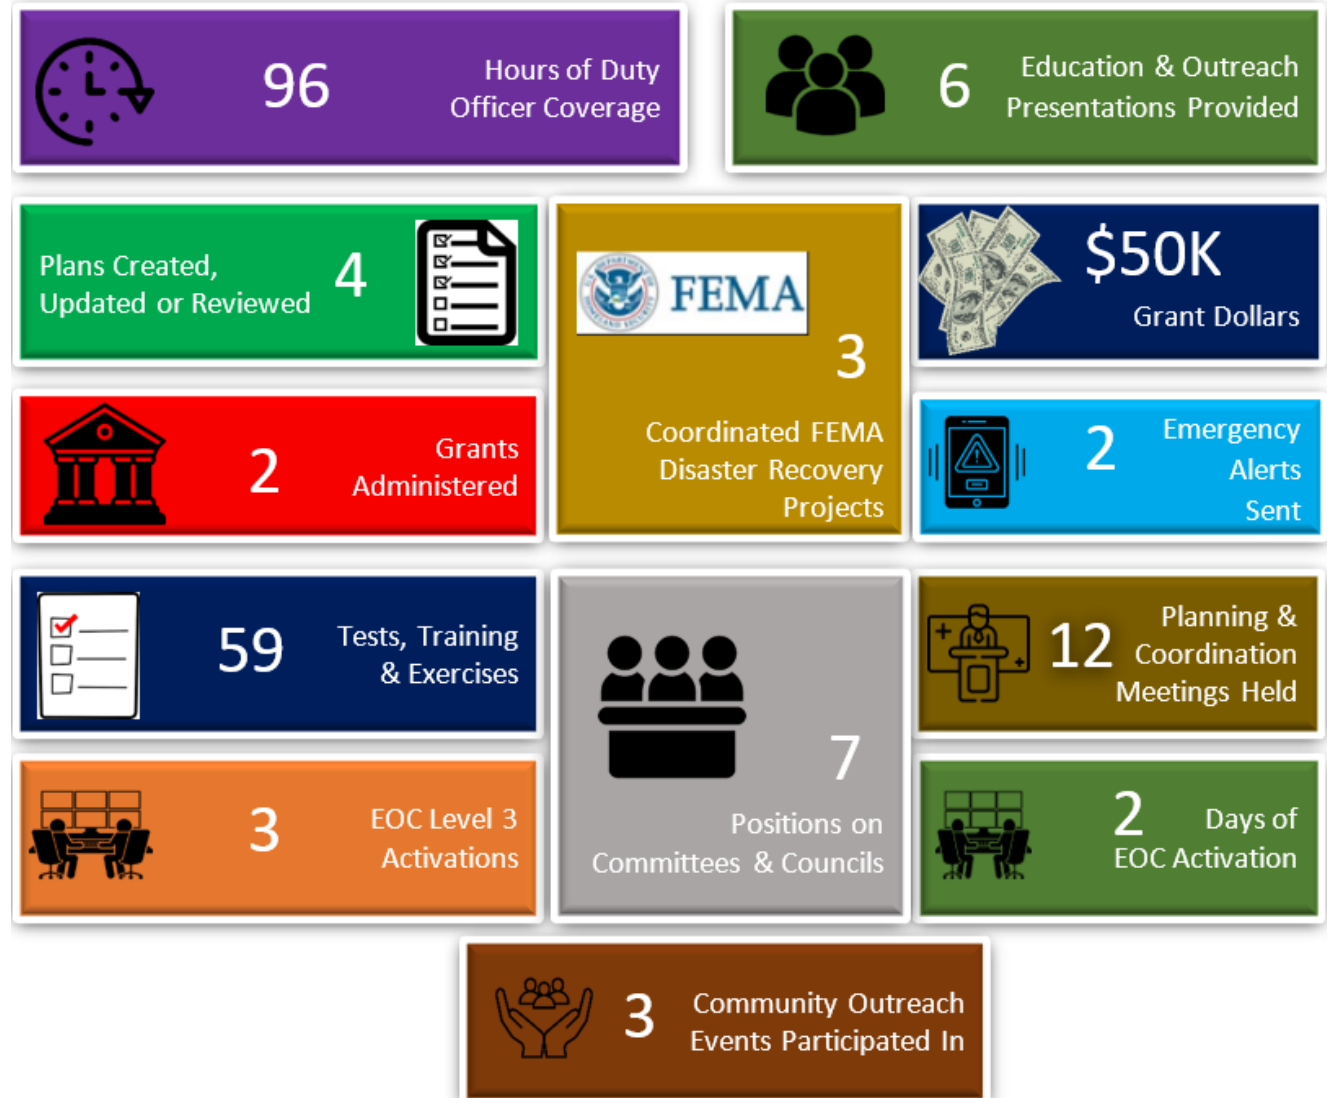 96
Hours of Duty
Officer Coverage
6
Education & Outreach
Presentations Provided
Plans Created,
Updated or Reviewed
4
FEMA
3
Coordinated FEMA
Disaster Recovery
Projects
$50K
Grant Dollars
2
Grants
Administered
2
Emergency
Alerts
Sent
59
Tests, Training
& Exercises
7
Positions on
Committees & Councils
12
Planning &
Coordination
Meetings Held
3
EOC Level 3
Activations
2
Days of
EOC Activation
3
Community Outreach
Events Participated In